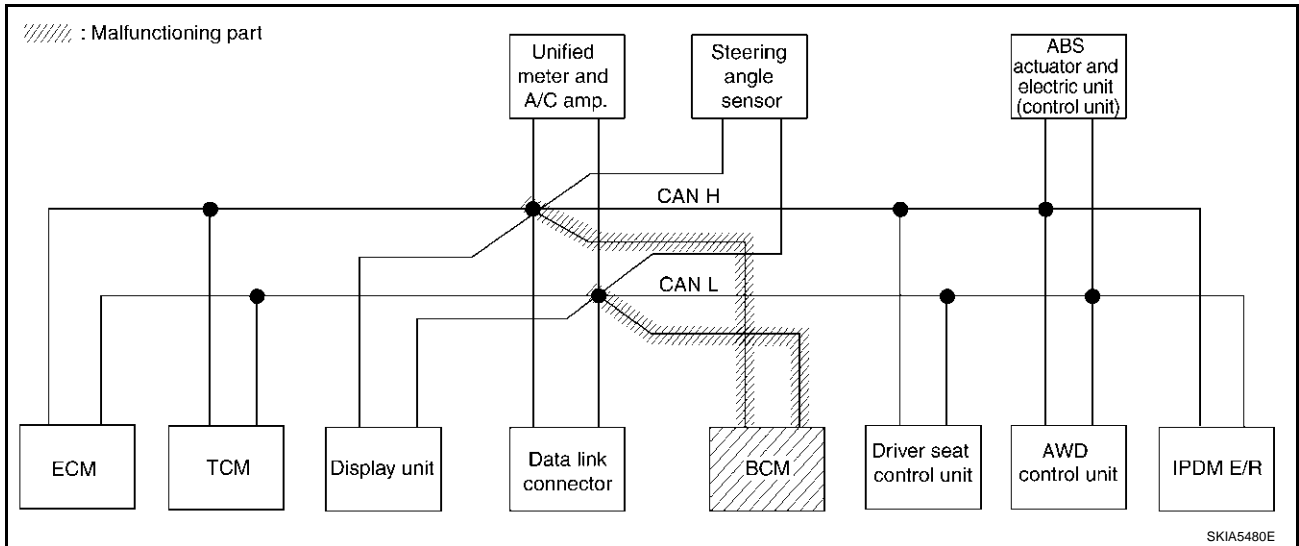 : Malfunctioning part
Unified
meter and
A/C amp.
Steering
angle
sensor
ABS
actuator and
electric unit
(control unit)
CAN H
CAN L
ECM
TCM
Display unit
Data link
connector
BCM
Driver seat
control unit
AWD
control unit
IPDM E/R
SKIA5480E